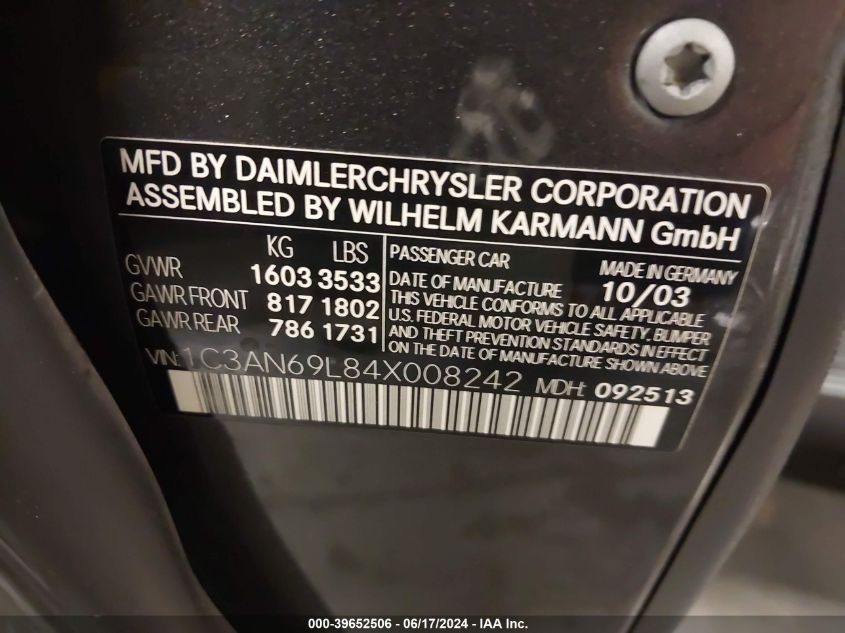 MFD BY DAIMLERCHRYSLER CORPORATION
ASSEMBLED BY WILHELM KARMANN GmbH
KG LBS
GVWR 1603 3533
GAWR FRONT 817 1802
GAWR REAR 786 1731
PASSENGER CAR MADE IN GERMANY
DATE OF MANUFACTURE 10/03
THIS VEHICLE CONFORMS TO ALL APPLICABLE
U.S. FEDERAL MOTOR VEHICLE SAFETY, BUMPER
AND THEFT PREVENTION STANDARDS IN EFFECT
ON THE DATE OF MANUFACTURE SHOWN ABOVE
VIN: 1C3AN69L84X008242 MDH: 092513
000-39652506 - 06/17/2024 - IAA Inc.